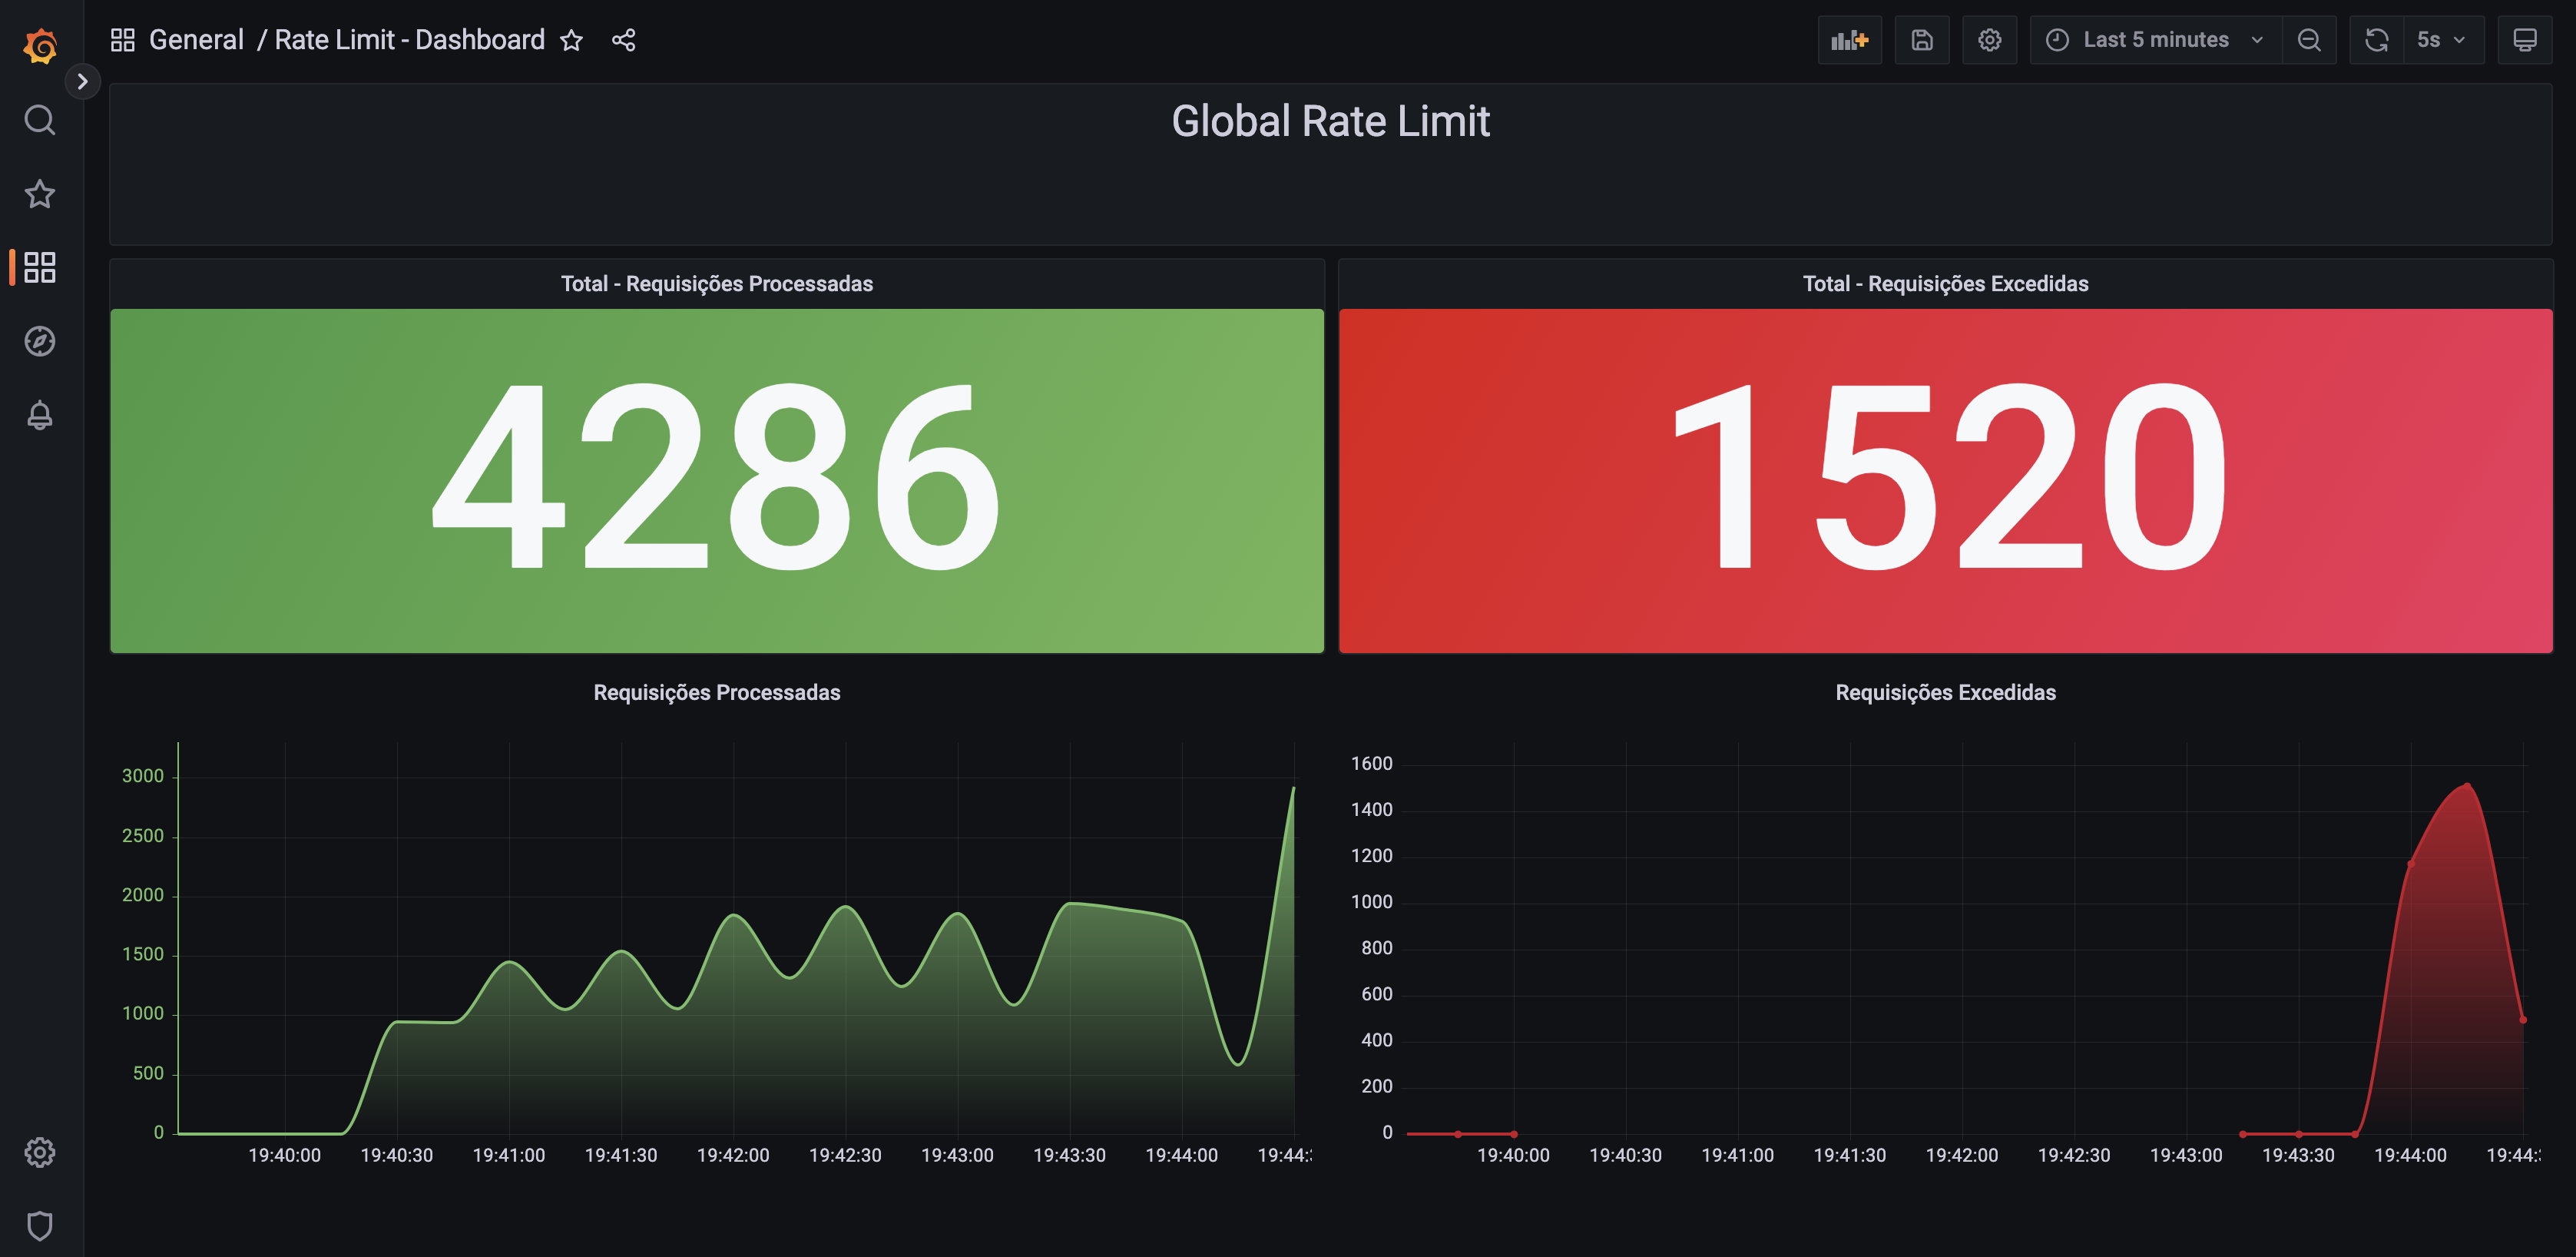 General / Rate Limit - Dashboard
Last 5 minutes
5s
Global Rate Limit
Total - Requisições Processadas
4286
Total - Requisições Excedidas
1520
Requisições Processadas
3000
2500
2000
1500
1000
500
0
19:40:00 19:40:30 19:41:00 19:41:30 19:42:00 19:42:30 19:43:00 19:43:30 19:44:00 19:44:
Requisições Excedidas
1600
1400
1200
1000
800
600
400
200
0
19:40:00 19:40:30 19:41:00 19:41:30 19:42:00 19:42:30 19:43:00 19:43:30 19:44:00 19:44: